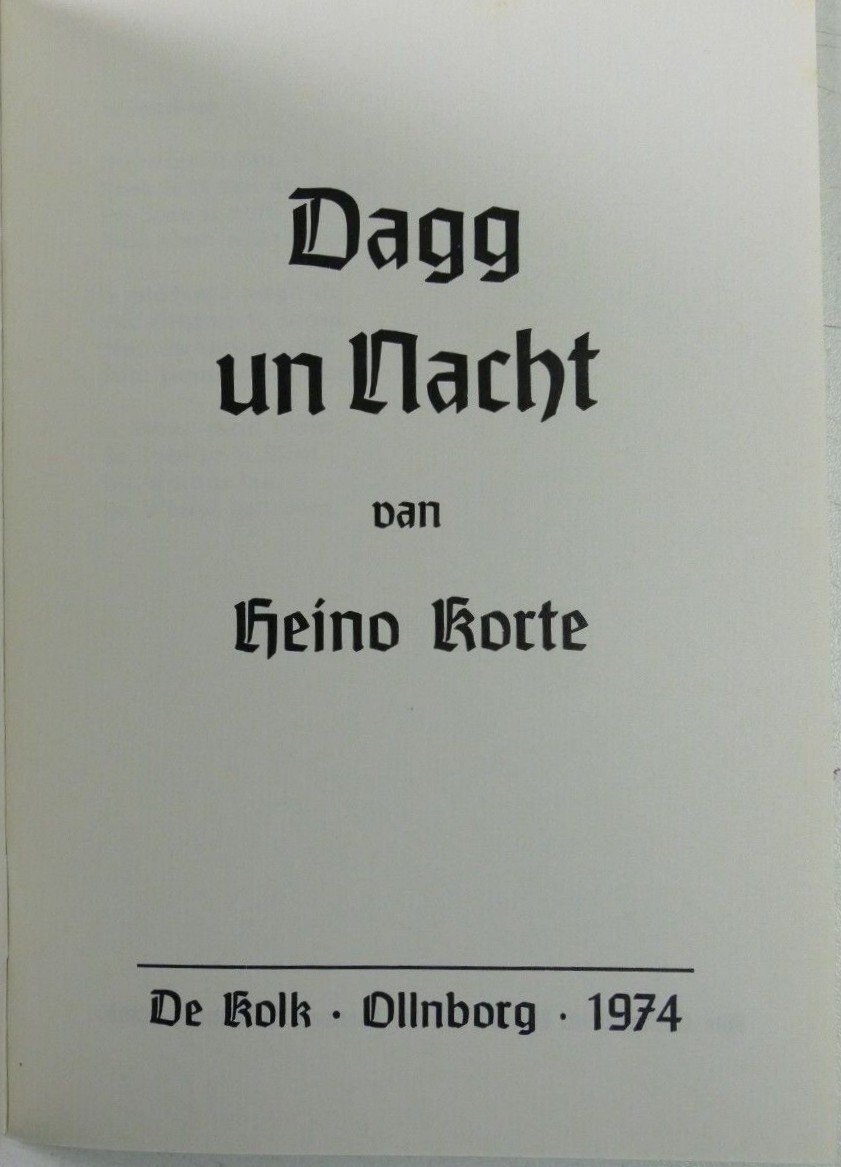 Dagg
un Nacht
van
Heino Korte
De Kolk · Ollnborg · 1974